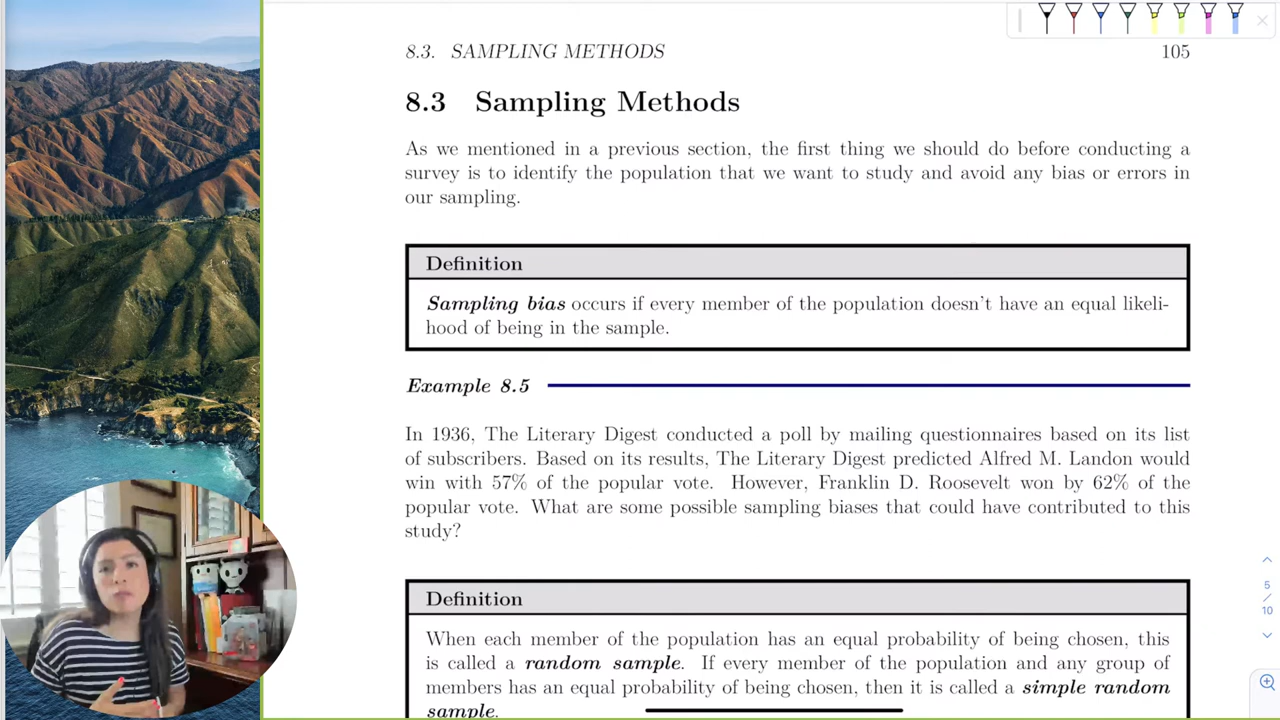 8.3. SAMPLING METHODS 105
8.3 Sampling Methods
As we mentioned in a previous section, the first thing we should do before conducting a
survey is to identify the population that we want to study and avoid any bias or errors in
our sampling.
Definition
Sampling bias occurs if every member of the population doesn't have an equal likeli-
hood of being in the sample.
Example 8.5
In 1936, The Literary Digest conducted a poll by mailing questionnaires based on its list
of subscribers. Based on its results, The Literary Digest predicted Alfred M. Landon would
win with 57% of the popular vote. However, Franklin D. Roosevelt won by 62% of the
popular vote. What are some possible sampling biases that could have contributed to this
study?
Definition
When each member of the population has an equal probability of being chosen, this
is called a random sample. If every member of the population and any group of
members has an equal probability of being chosen, then it is called a simple random
sample.
5
/
10